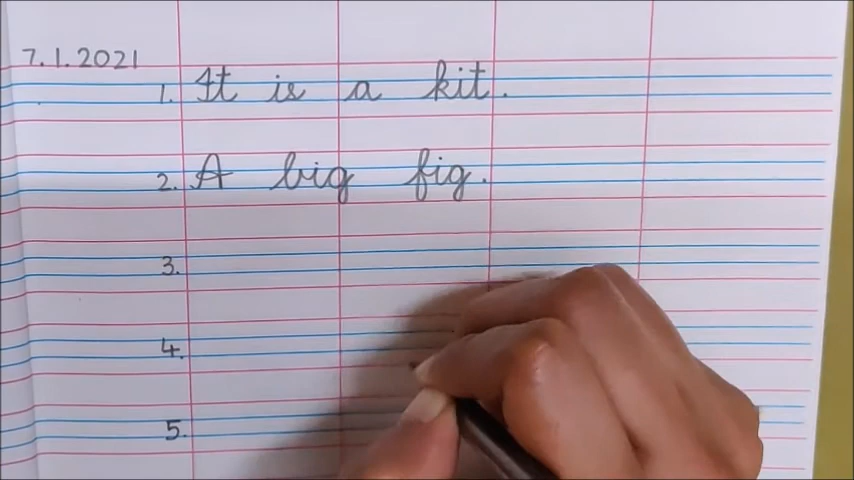 7.1.2021
1. It is a kit.
2. A big fig.
3.
4.
5.